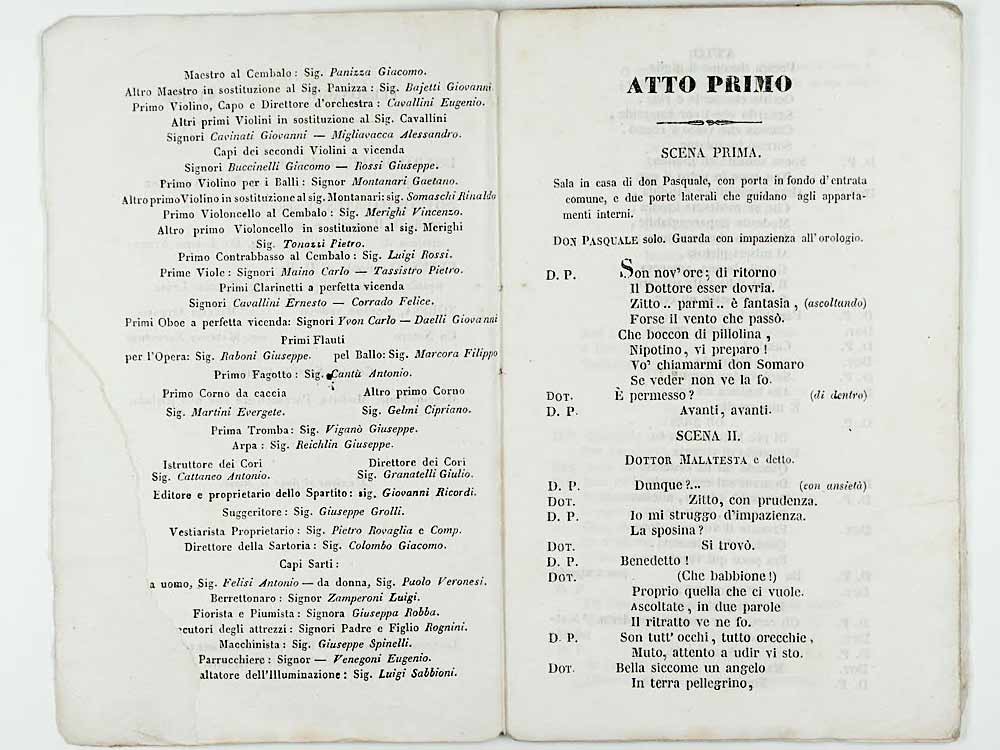 Maestro al Cembalo: Sig. Panizza Giacomo.
Altro Maestro in sostituzione al Sig. Panizza: Sig. Bajetti Giovanni
Primo Violino, Capo e Direttore d'orchestra: Cavallini Eugenio.
Altri primi Violini in sostituzione al Sig. Cavallini
Signori Cavinati Giovanni — Migliavacca Alessandro.
Capi dei secondi Violini a vicenda
Signori Buccinelli Giacomo — Rossi Giuseppe.
Primo Violino per i Balli: Signor Montanari Gaetano.
Altro primo Violino in sostituzione al sig. Montanari: sig. Somaschi Rinaldo
Primo Violoncello al Cembalo: Sig. Merighi Vincenzo.
Altro primo Violoncello in sostituzione al sig. Merighi
Sig. Tonazzi Pietro.
Primo Contrabbasso al Cembalo: Sig. Luigi Rossi.
Prime Viole: Signori Maino Carlo — Tassistro Pietro.
Primi Clarinetti a perfetta vicenda
Signori Cavallini Ernesto — Corrado Felice.
Primi Oboe a perfetta vicenda: Signori Yvon Carlo — Daelli Giovanni
Primi Flauti
per l'Opera: Sig. Raboni Giuseppe. pel Ballo: Sig. Marcora Filippo
Primo Fagotto: Sig. Cantù Antonio.
Primo Corno da caccia Altro primo Corno
Sig. Martini Evergete. Sig. Gelmi Cipriano.
Prima Tromba: Sig. Viganò Giuseppe.
Arpa: Sig. Reichlin Giuseppe.
Istruttore dei Cori Direttore dei Cori
Sig. Cattaneo Antonio. Sig. Granatelli Giulio.
Editore e proprietario dello Spartito: sig. Giovanni Ricordi.
Suggeritore: Sig. Giuseppe Grolli.
Vestiarista Proprietario: Sig. Pietro Rovaglia e Comp.
Direttore della Sartoria: Sig. Colombo Giacomo.
Capi Sarti:
a uomo, Sig. Felisi Antonio — da donna, Sig. Paolo Veronesi.
Berrettonaro: Signor Zamperoni Luigi.
Fiorista e Piumista: Signora Giuseppa Robba.
cutori degli attrezzi: Signori Padre e Figlio Rognini.
Macchinista: Sig. Giuseppe Spinelli.
Parrucchiere: Signor — Venegoni Eugenio.
altatore dell'Illuminazione: Sig. Luigi Sabbioni.
ATTO PRIMO
SCENA PRIMA.
Sala in casa di don Pasquale, con porta in fondo d'entrata
comune, e due porte laterali che guidano agli apparta-
menti interni.
DON PASQUALE solo. Guarda con impazienza all'orologio.
D. P. Son nov'ore; di ritorno
Il Dottore esser dovria.
Zitto.. parmi.. è fantasia, (ascoltando)
Forse il vento che passò.
Che boccon di pillolina,
Nipotino, vi preparo!
Vo' chiamarmi don Somaro
Se veder non ve la fo.
DOT. È permesso? (di dentro)
D. P. Avanti, avanti.
SCENA II.
DOTTOR MALATESTA e detto.
D. P. Dunque?... (con ansietà)
DOT. Zitto, con prudenza.
D. P. Io mi struggo d'impazienza.
La sposina?
DOT. Si trovò.
D. P. Benedetto!
DOT. (Che babbione!)
Proprio quella che ci vuole.
Ascoltate, in due parole
Il ritratto ve ne fo.
D. P. Son tutt' occhi, tutto orecchie,
Muto, attento a udir vi sto.
DOT. Bella siccome un angelo
In terra pellegrino,